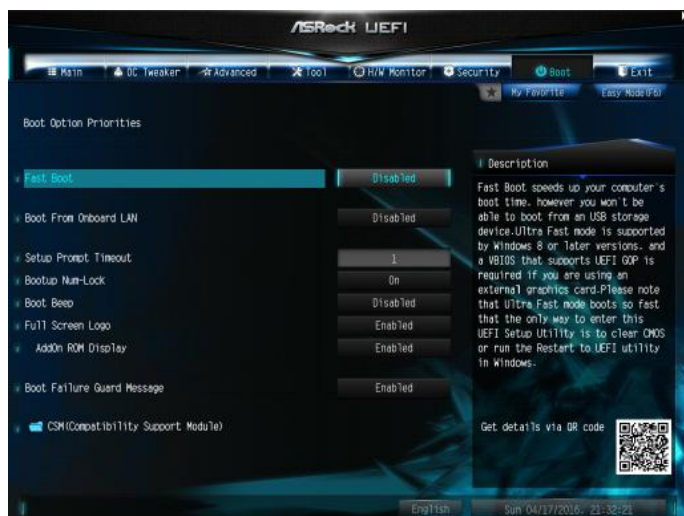 ASRock UEFI
Main OC Tweaker Advanced Tool H/W Monitor Security Boot Exit
My Favorite Easy Mode(F6)
Boot Option Priorities
Fast Boot Disabled
Boot From Onboard LAN Disabled
Setup Prompt Timeout 1
Bootup Num-Lock On
Boot Beep Disabled
Full Screen Logo Enabled
AddOn ROM Display Enabled
Boot Failure Guard Message Enabled
CSM(Compatibility Support Module)
Description
Fast Boot speeds up your computer's
boot time. however you won't be
able to boot from an USB storage
device.Ultra Fast mode is supported
by Windows 8 or later versions. and
a VBIOS that supports UEFI GOP is
required if you are using an
external graphics card.Please note
that Ultra Fast mode boots so fast
that the only way to enter this
UEFI Setup Utility is to clear CMOS
or run the Restart to UEFI utility
in Windows.
Get details via QR code
English Sun 04/17/2016. 21:32:21